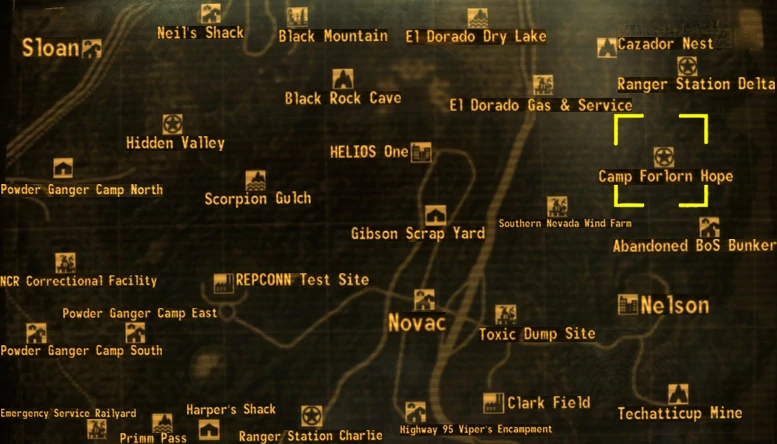 Neil's Shack
Black Mountain
El Dorado Dry Lake
Sloan
Cazador Nest
Ranger Station Delta
Black Rock Cave
El Dorado Gas & Service
Hidden Valley
HELIOS One
Camp Forlorn Hope
Powder Ganger Camp North
Scorpion Gulch
Southern Nevada Wind Farm
Gibson Scrap Yard
Abandoned BoS Bunker
NCR Correctional Facility
REPCONN Test Site
Powder Ganger Camp East
Nelson
Novac
Toxic Dump Site
Powder Ganger Camp South
Clark Field
Emergency Service Railyard
Harper's Shack
Techatticup Mine
Primm Pass
Ranger Station Charlie
Highway 95 Viper's Encampment